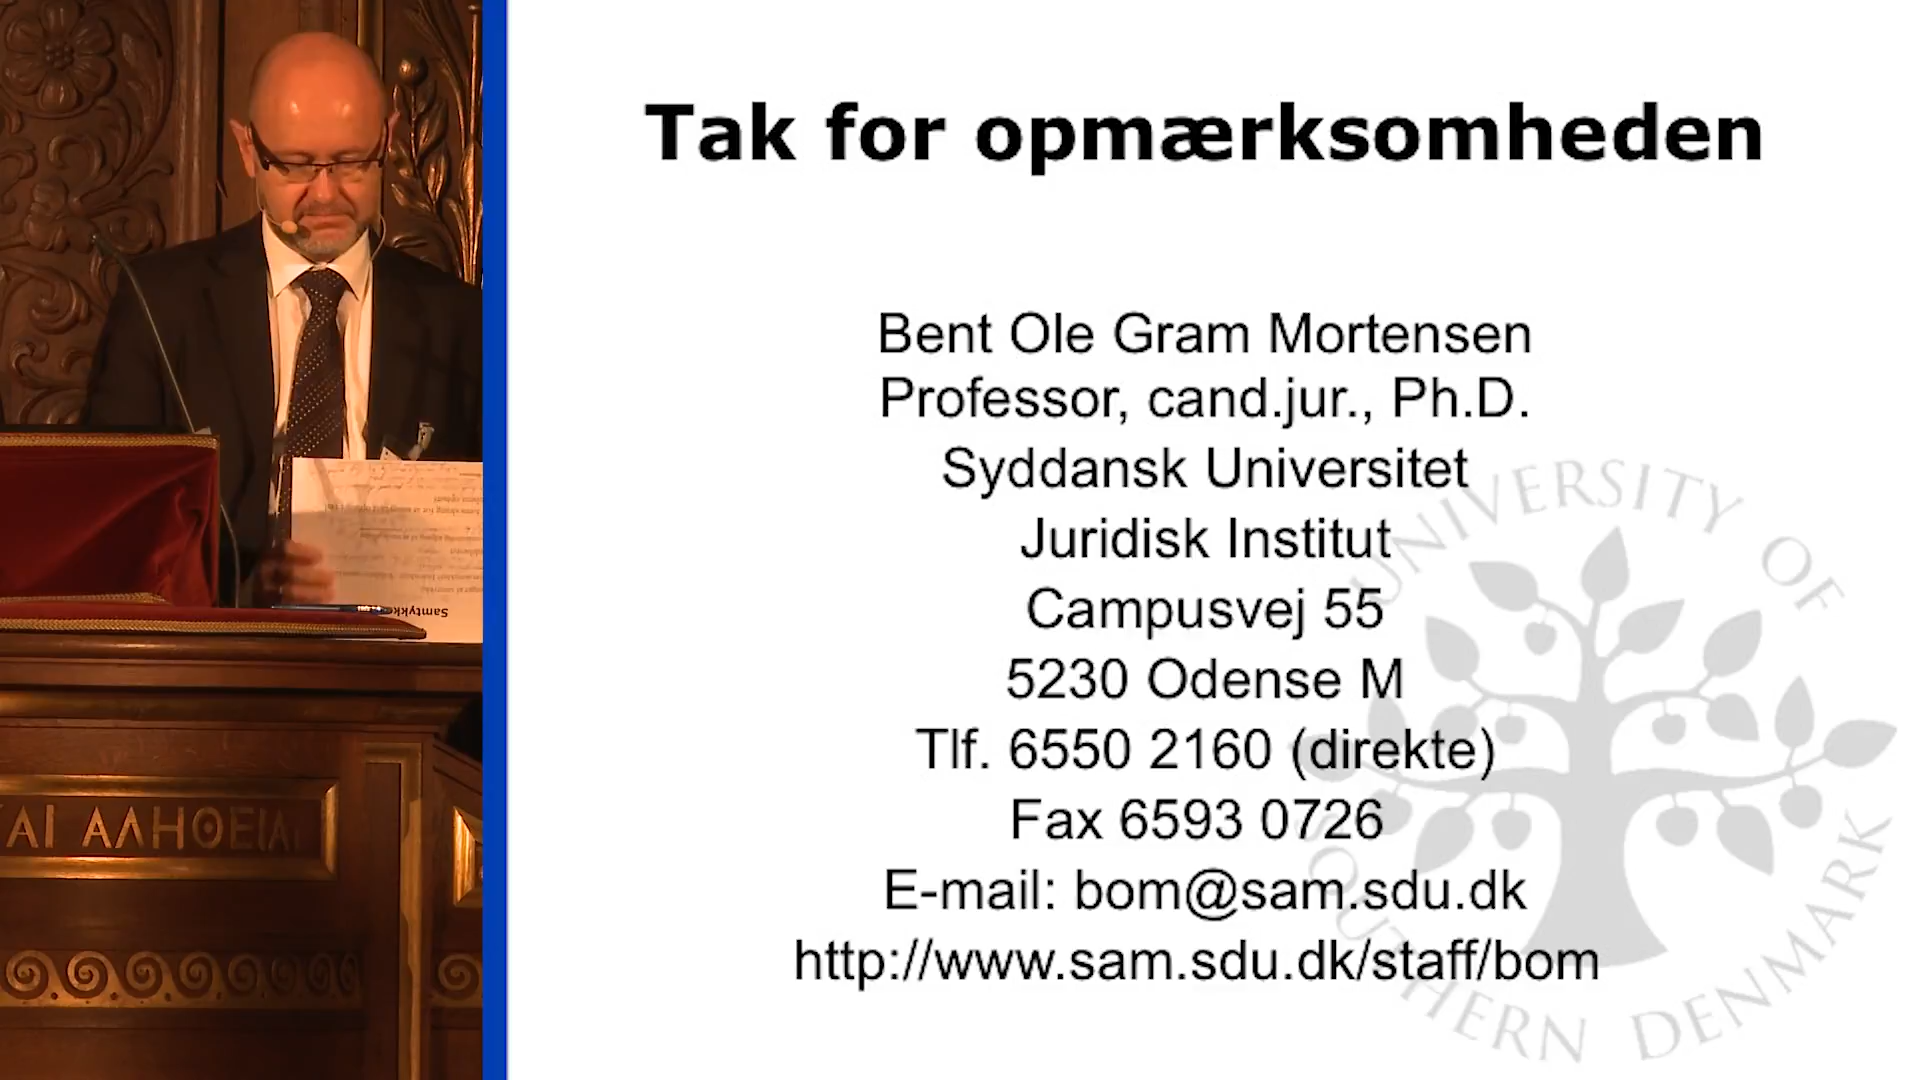 Tak for opmærksomheden
Bent Ole Gram Mortensen
Professor, cand.jur., Ph.D.
Syddansk Universitet
Juridisk Institut
Campusvej 55
5230 Odense M
Tlf. 6550 2160 (direkte)
Fax 6593 0726
E-mail: bom@sam.sdu.dk
http://www.sam.sdu.dk/staff/bom
UNIVERSITY OF
SOUTHERN DENMARK
ΚΑΙ ΑΛΗΘΕΙΑΙ